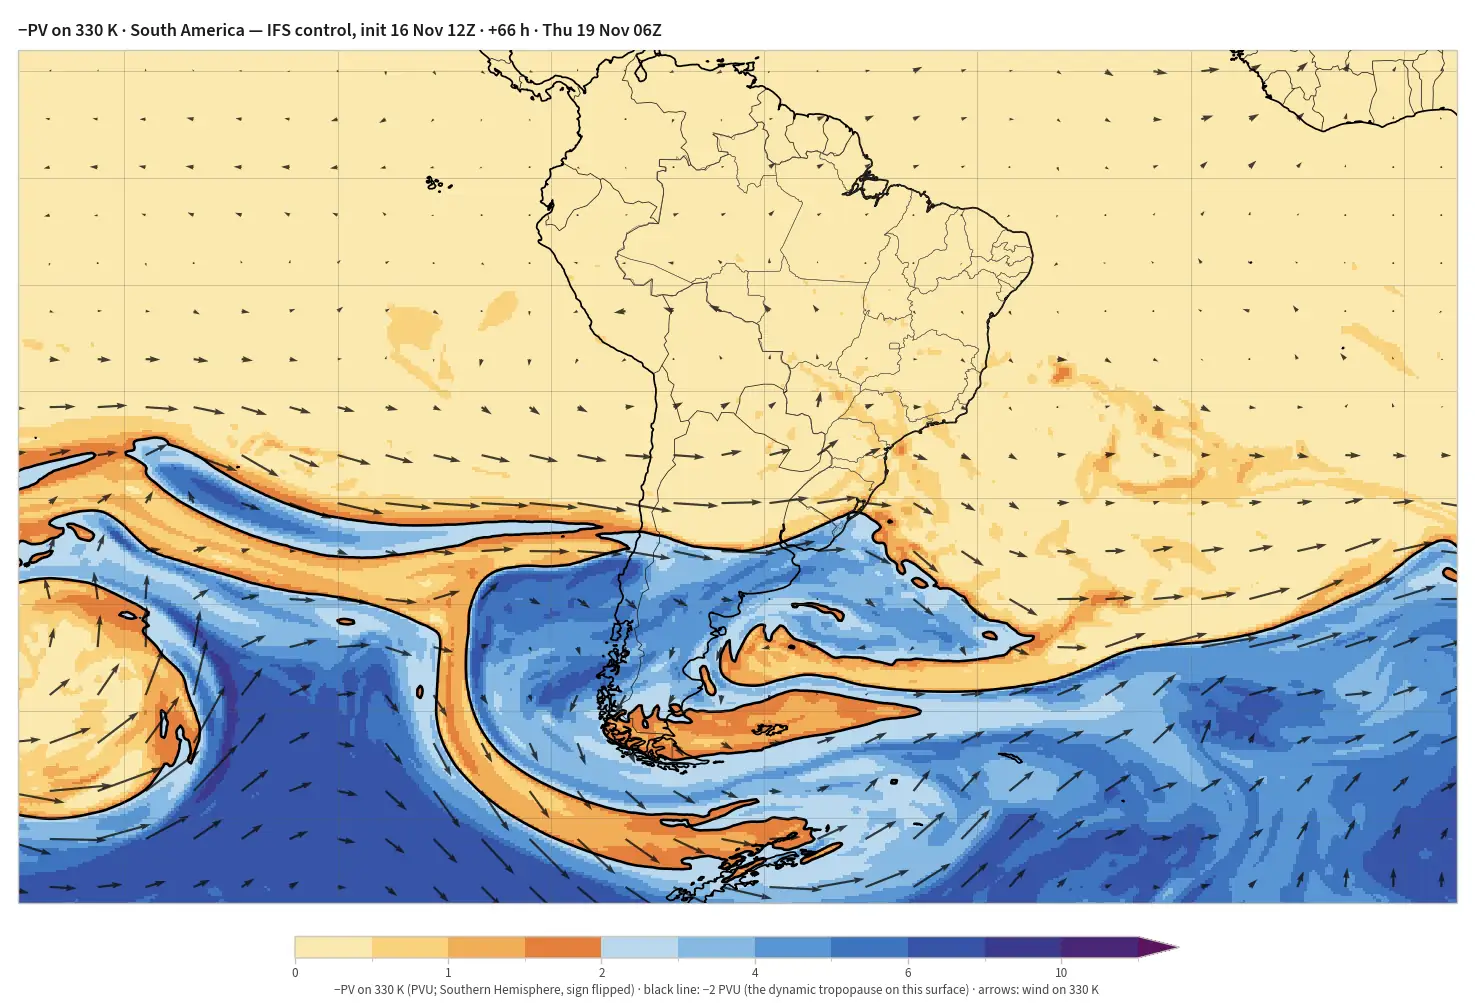 −PV on 330 K · South America — IFS control, init 16 Nov 12Z · +66 h · Thu 19 Nov 06Z
0 1 2 4 6 10
−PV on 330 K (PVU; Southern Hemisphere, sign flipped) · black line: −2 PVU (the dynamic tropopause on this surface) · arrows: wind on 330 K